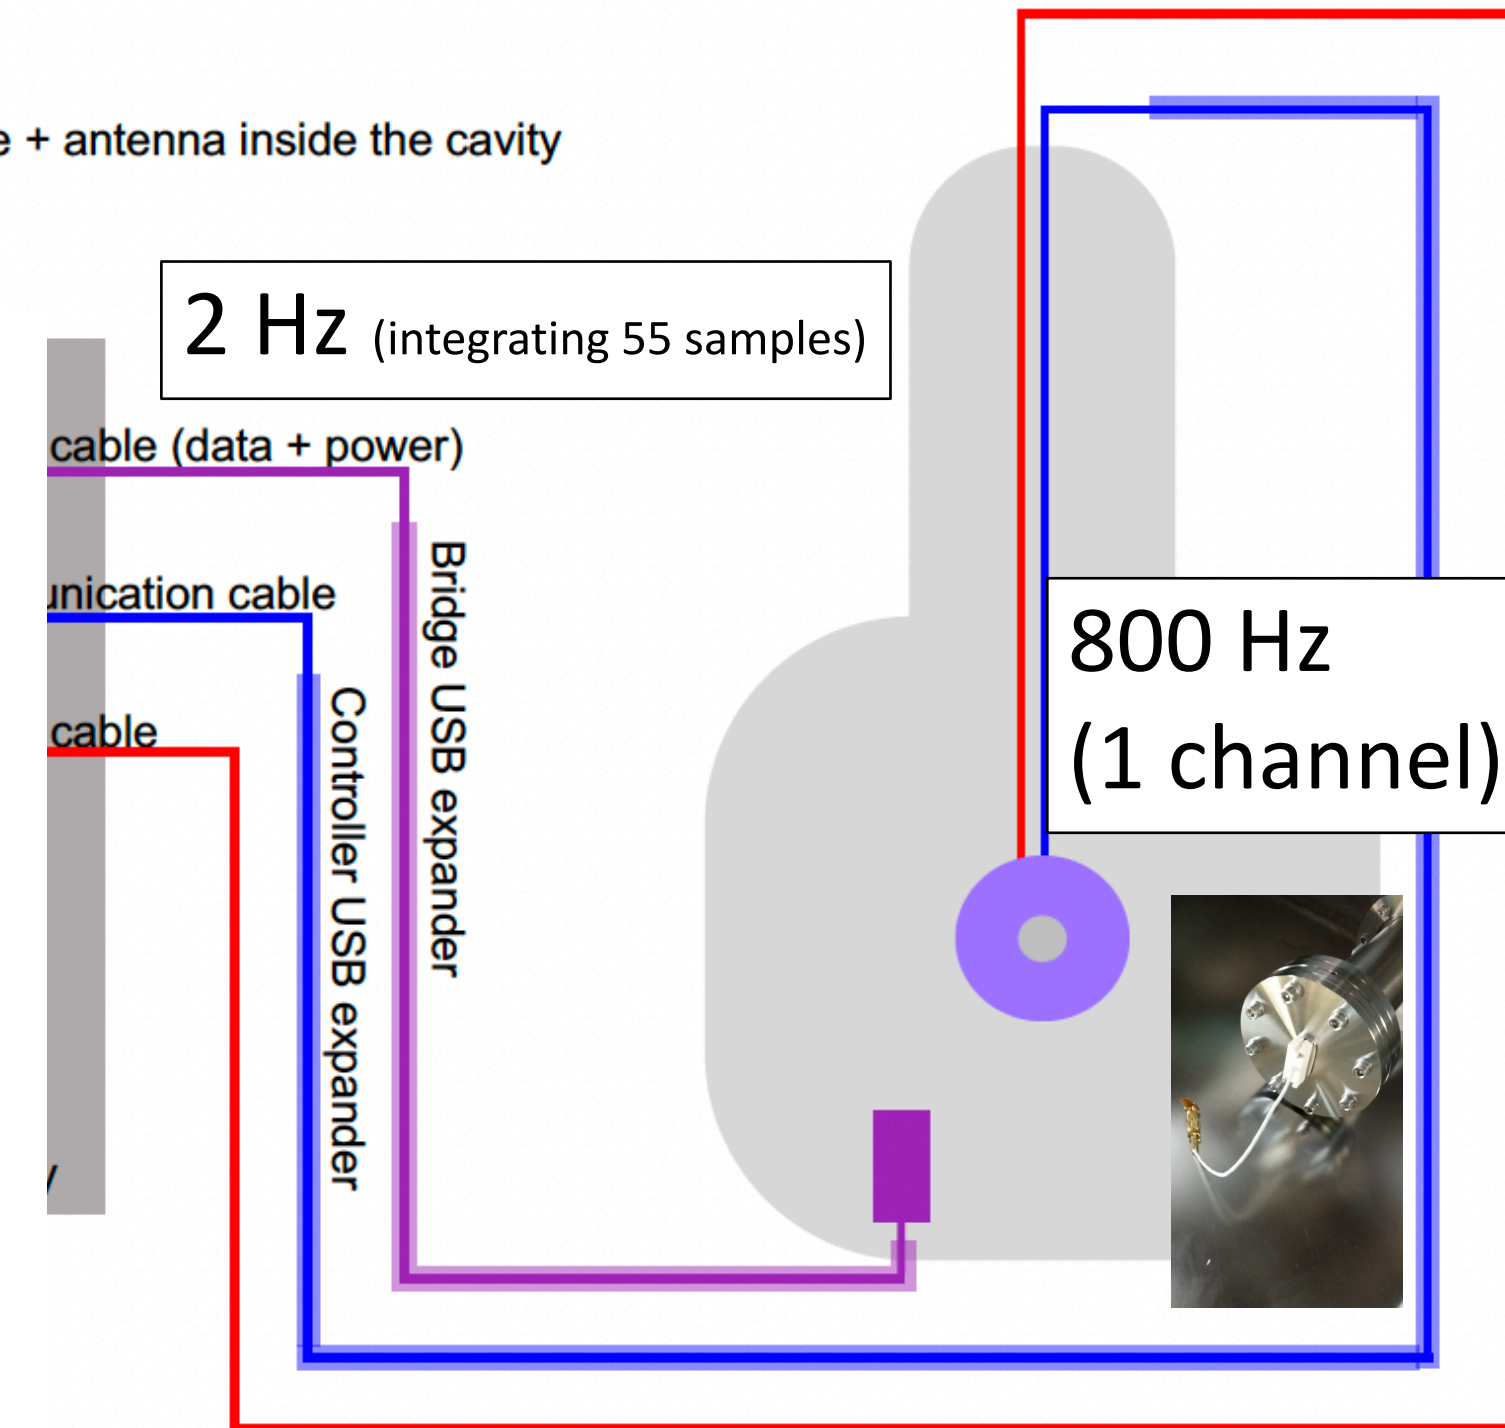 + antenna inside the cavity
2 Hz (integrating 55 samples)
cable (data + power)
Bridge USB expander
cable
Controller USB expander
cable
800 Hz
(1 channel)